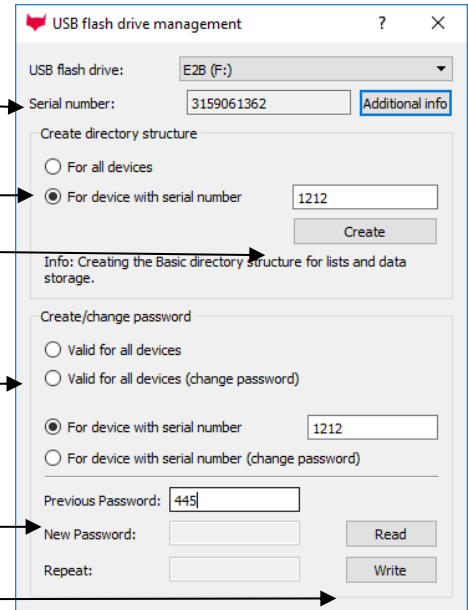 USB flash drive management ? ✕
USB flash drive: E2B (F:)
Serial number: 3159061362 Additional info
Create directory structure
For all devices
For device with serial number 1212
Create
Info: Creating the Basic directory structure for lists and data
storage.
Create/change password
Valid for all devices
Valid for all devices (change password)
For device with serial number 1212
For device with serial number (change password)
Previous Password: 445
New Password: Read
Repeat: Write